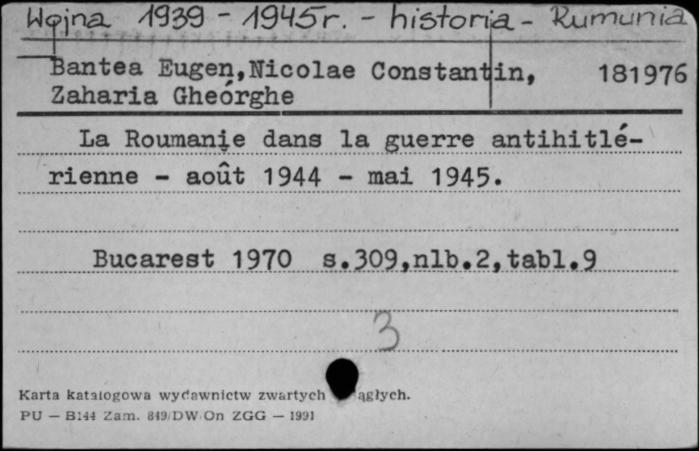 Wojna 1939 - 1945r. - historia - Rumunia
Bantea Eugen,Nicolae Constantin, 181976
Zaharia Gheorghe
La Roumanie dans la guerre antihitlé-
rienne - août 1944 - mai 1945.
Bucarest 1970 s.309,nlb.2,tabl.9
3
Karta katalogowa wydawnictw zwartych ągłych.
PU — B144 Zam. 849/DW On ZGG — 1991